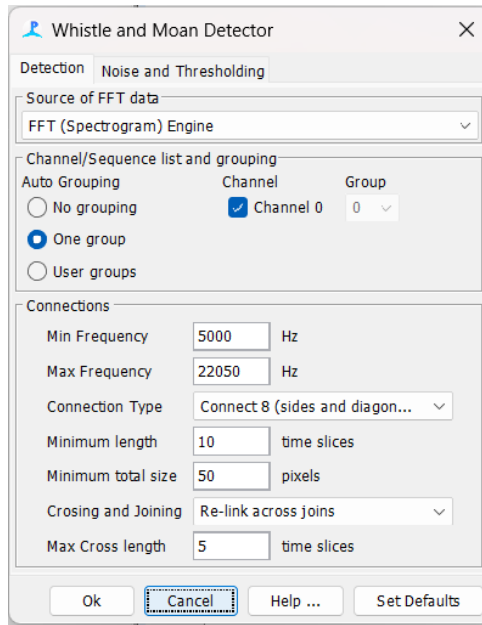 Whistle and Moan Detector
Detection Noise and Thresholding
Source of FFT data
FFT (Spectrogram) Engine
Channel/Sequence list and grouping
Auto Grouping Channel Group
No grouping Channel 0 0
One group
User groups
Connections
Min Frequency 5000 Hz
Max Frequency 22050 Hz
Connection Type Connect 8 (sides and diagon...
Minimum length 10 time slices
Minimum total size 50 pixels
Crosing and Joining Re-link across joins
Max Cross length 5 time slices
Ok Cancel Help ... Set Defaults